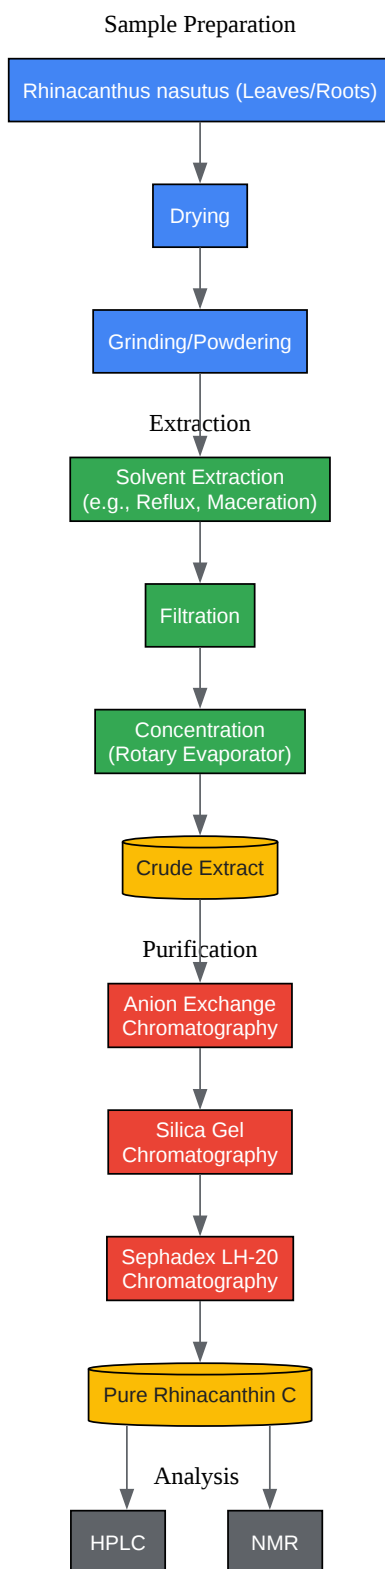 Sample Preparation
Rhinacanthus nasutus (Leaves/Roots)
Drying
Grinding/Powdering
Extraction
Solvent Extraction
(e.g., Reflux, Maceration)
Filtration
Concentration
(Rotary Evaporator)
Crude Extract
Purification
Anion Exchange
Chromatography
Silica Gel
Chromatography
Sephadex LH-20
Chromatography
Pure Rhinacanthin C
Analysis
HPLC
NMR